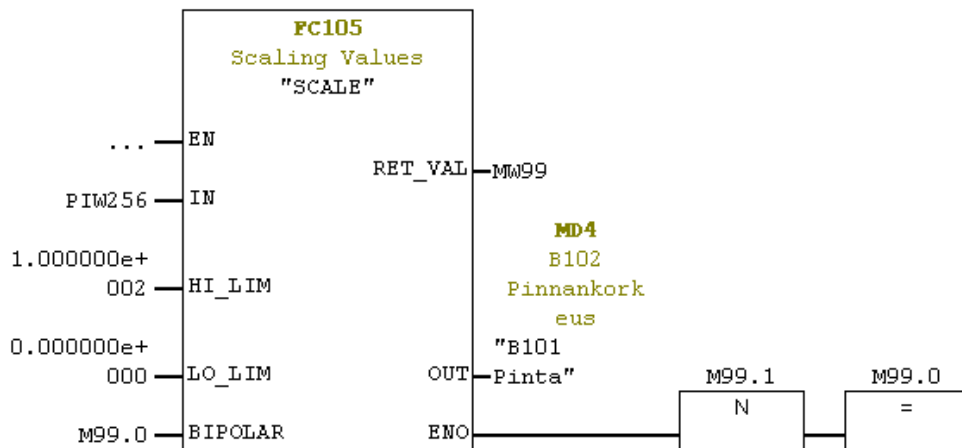 FC105
Scaling Values
"SCALE"
... EN
RET_VAL MW99
PIW256 IN
MD4
B102
Pinnankork
eus
1.000000e+
002 HI_LIM
"B101
Pinta"
0.000000e+
000 LO_LIM
OUT
M99.0 BIPOLAR
ENO
M99.1
N
M99.0
=